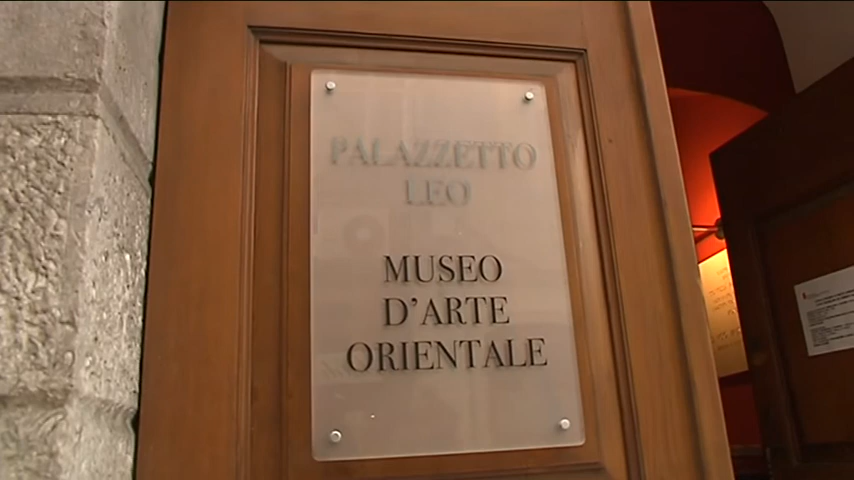 PALAZZETTO
LEO
MUSEO
D'ARTE
ORIENTALE